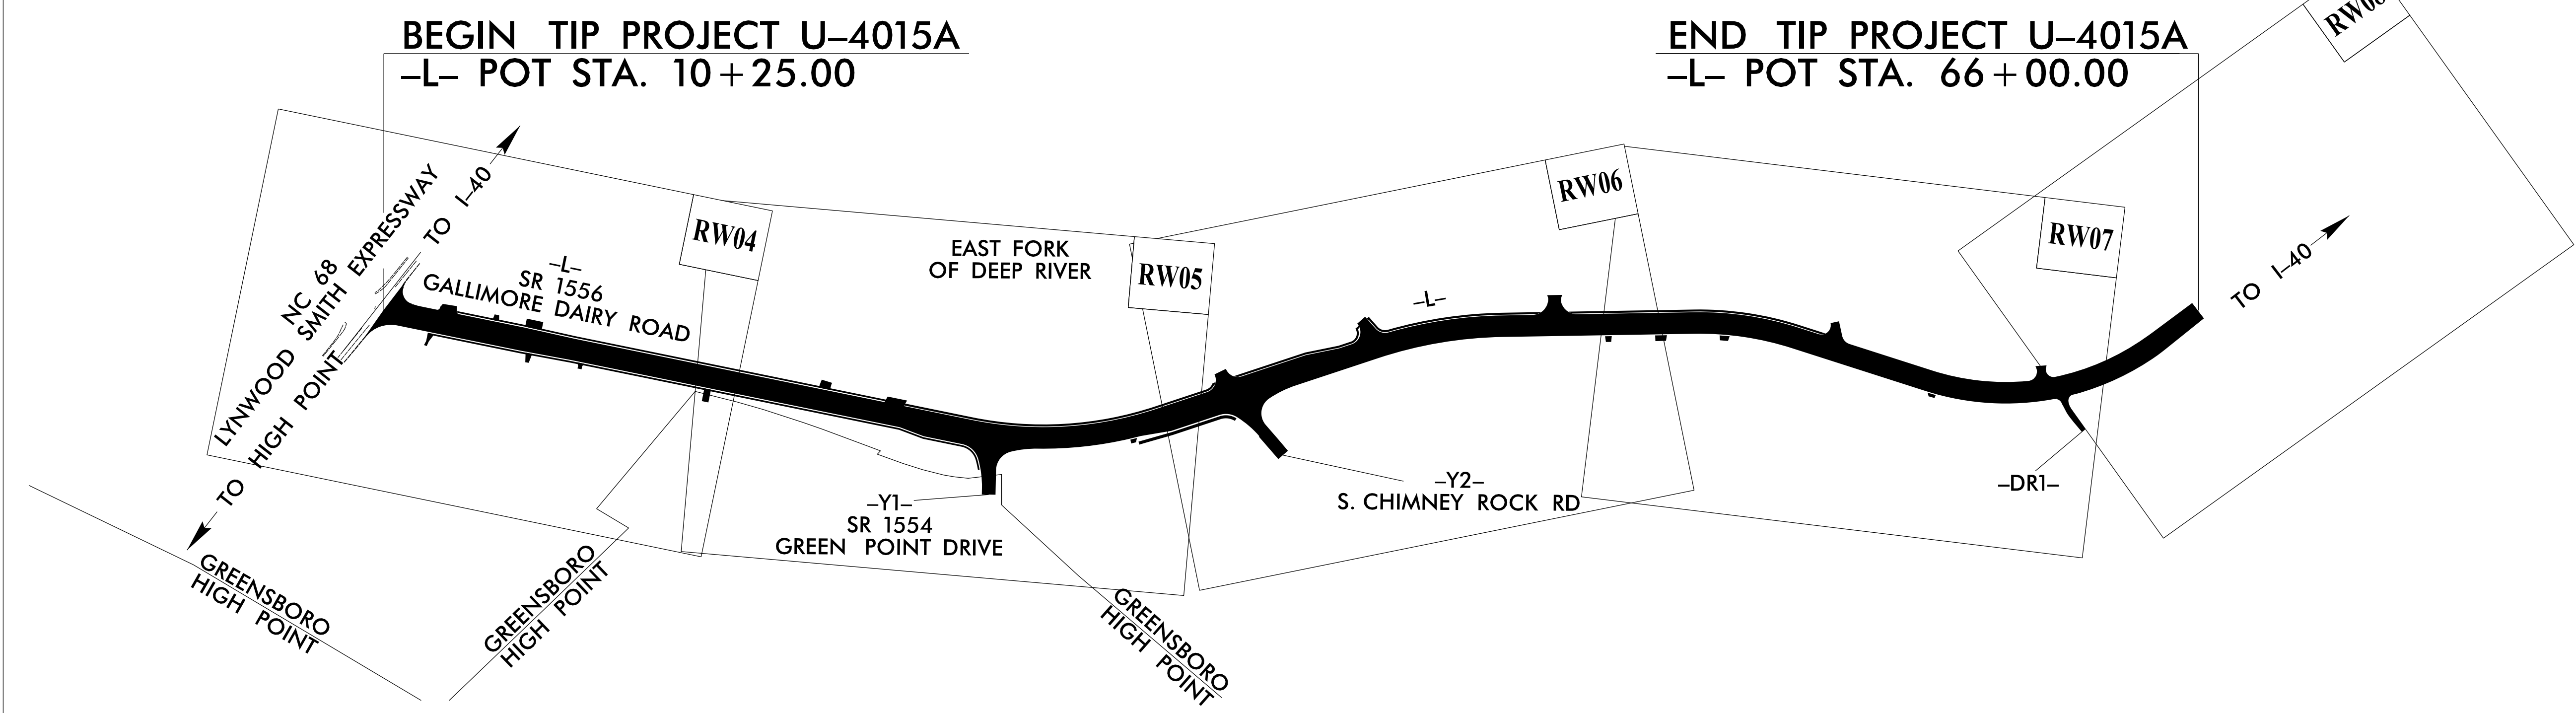 BEGIN TIP PROJECT U–4015A
–L– POT STA. 10+25.00
END TIP PROJECT U–4015A
–L– POT STA. 66+00.00
NC 68
LYNWOOD SMITH EXPRESSWAY
TO I–40
TO HIGH POINT
–L–
SR 1556
GALLIMORE DAIRY ROAD
RW04
EAST FORK
OF DEEP RIVER
RW05
–L–
RW06
RW07
TO I–40
–Y1–
SR 1554
GREEN POINT DRIVE
–Y2–
S. CHIMNEY ROCK RD
–DR1–
GREENSBORO
HIGH POINT
GREENSBORO
HIGH POINT
GREENSBORO
HIGH POINT